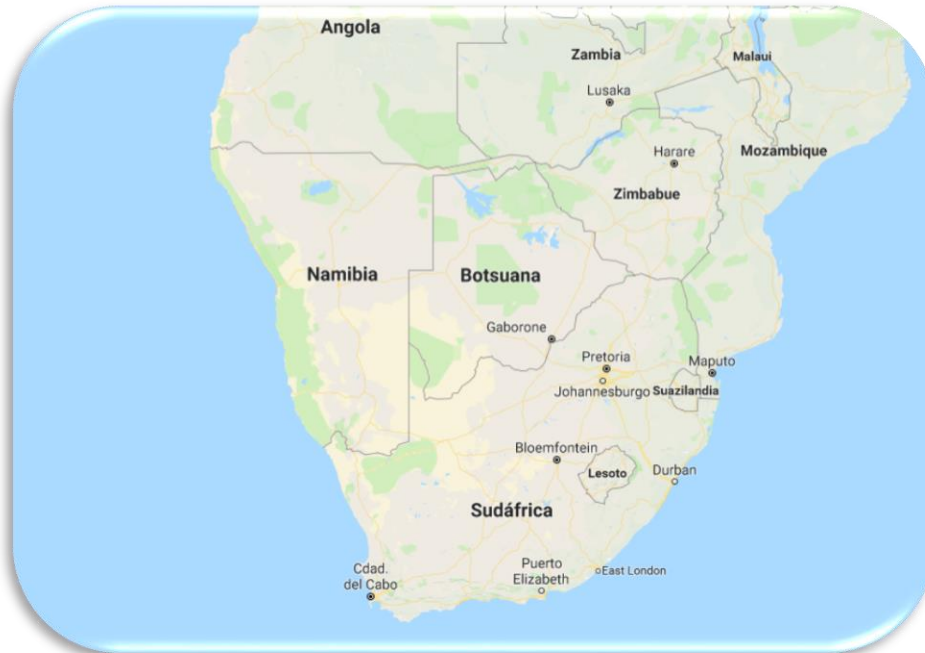 Angola
Zambia
Malaui
Lusaka
Mozambique
Harare
Zimbabue
Namibia
Botsuana
Gaborone
Pretoria
Maputo
Johannesburgo
Suazilandia
Bloemfontein
Lesoto
Durban
Sudáfrica
Cdad.
del Cabo
Puerto
Elizabeth
East London